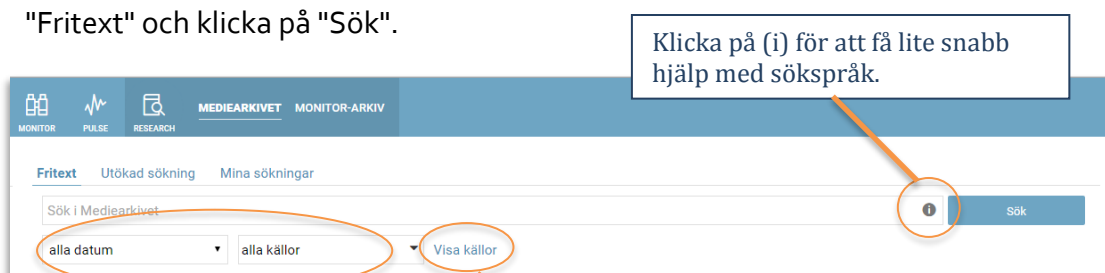 "Fritext" och klicka på "Sök".
Klicka på (i) för att få lite snabb
hjälp med sökspråk.
MONITOR PULSE RESEARCH MEDIEARKIVET MONITOR-ARKIV
Fritext Utökad sökning Mina sökningar
Sök i Mediearkivet Sök
alla datum alla källor Visa källor